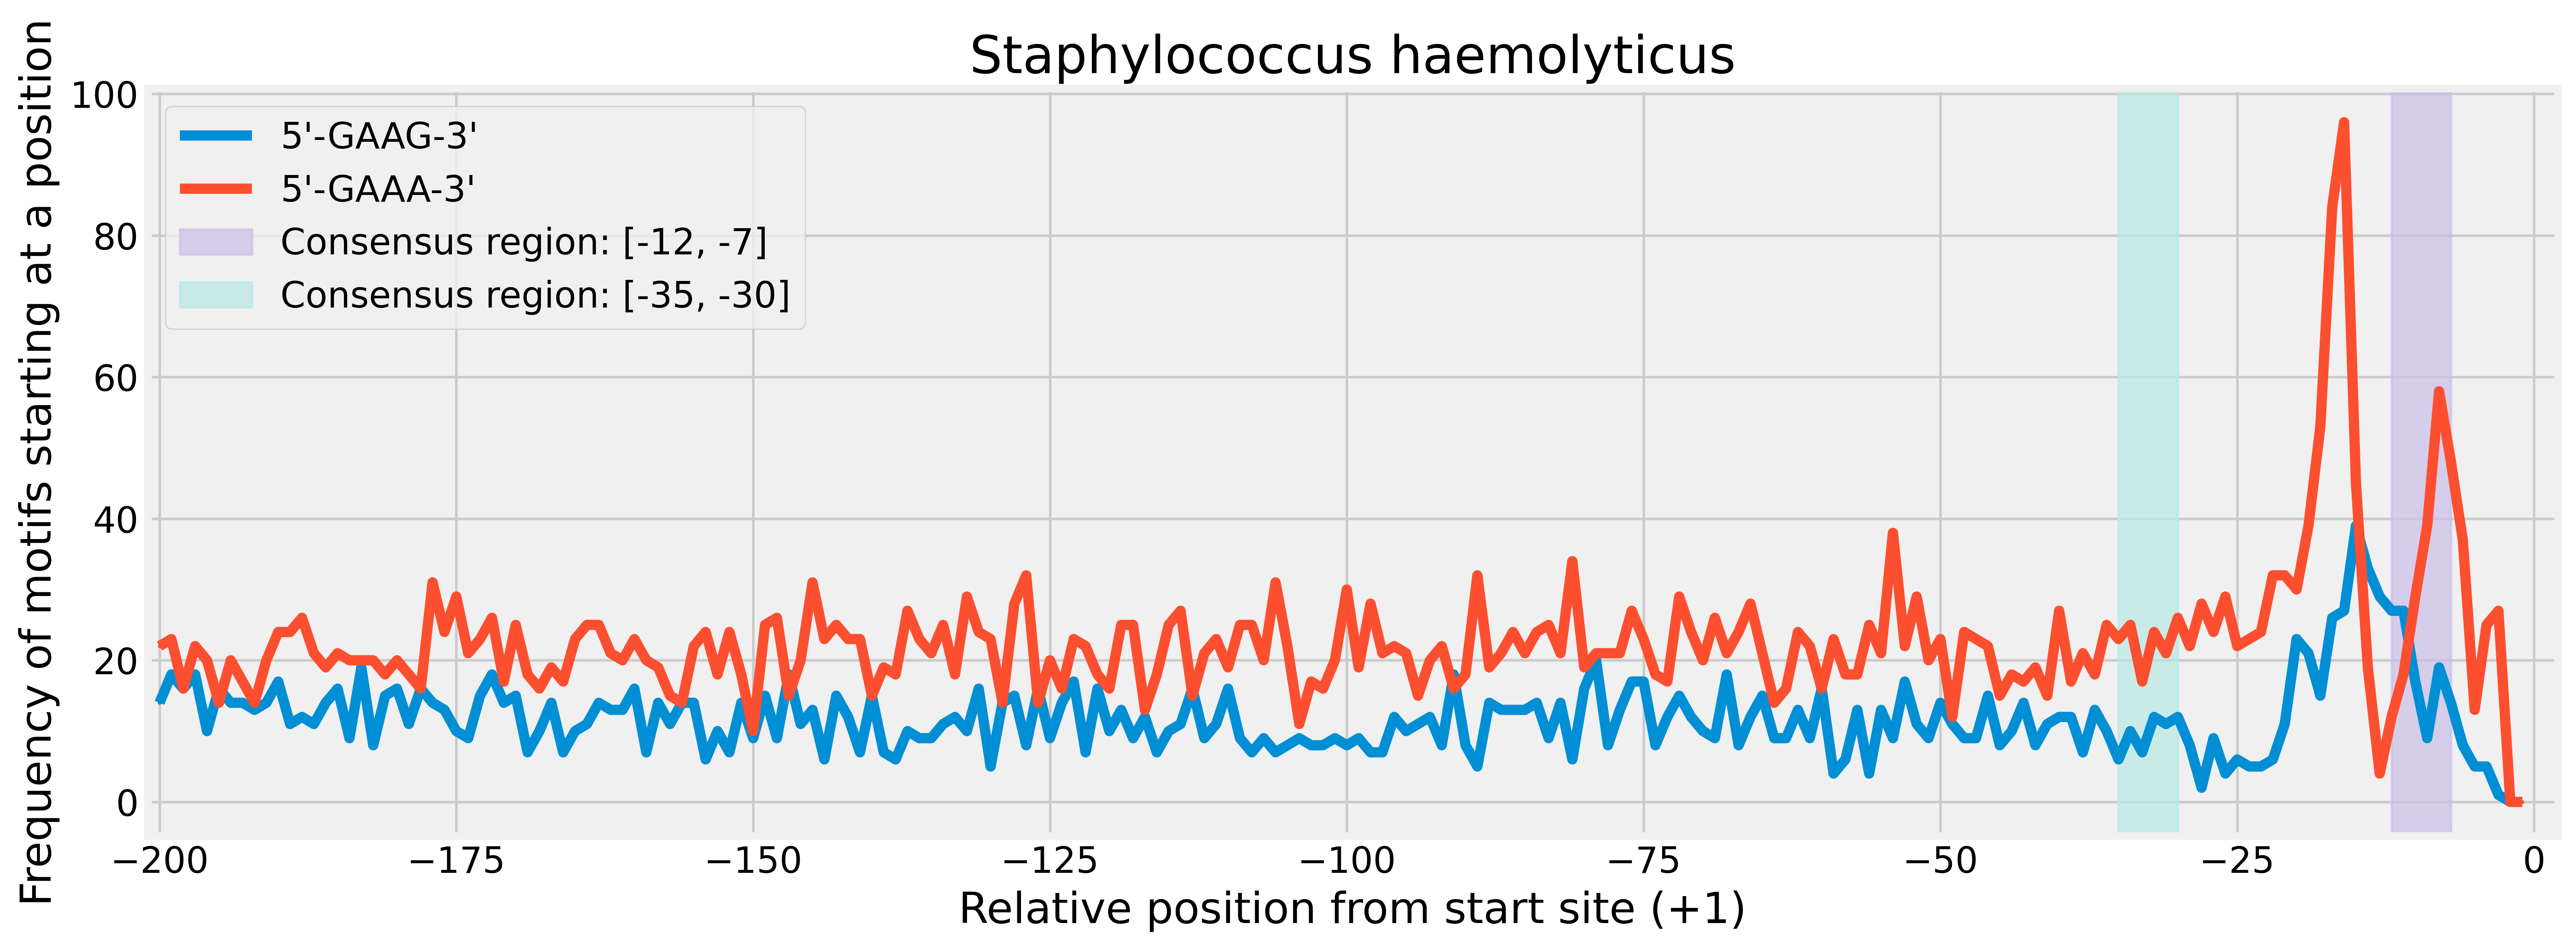 Staphylococcus haemolyticus
Frequency of motifs starting at a position
100
80
60
40
20
0
5'-GAAG-3'
5'-GAAA-3'
Consensus region: [-12, -7]
Consensus region: [-35, -30]
−200 −175 −150 −125 −100 −75 −50 −25 0
Relative position from start site (+1)